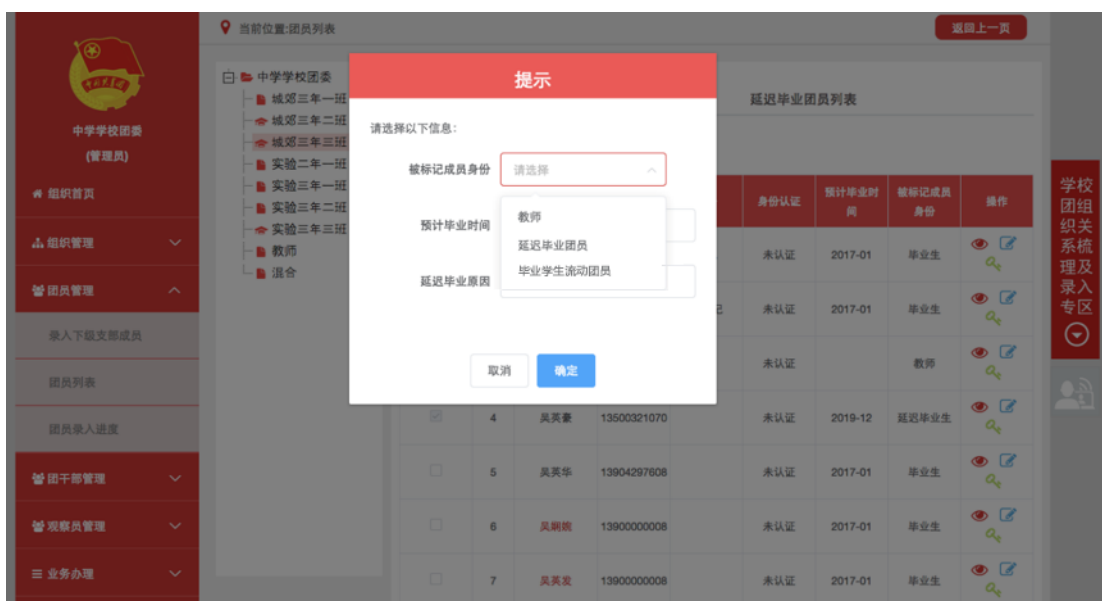 当前位置:团员列表
返回上一页
中学学校团委
(管理员)
组织首页
组织管理
团员管理
录入下级支部成员
团员列表
团员录入进度
团干部管理
观察员管理
业务办理
中学学校团委
城郊三年一班
城郊三年二班
城郊三年三班
实验二年一班
实验三年一班
实验三年二班
实验三年三班
教师
混合
提示
请选择以下信息:
被标记成员身份
请选择
教师
延迟毕业团员
毕业学生流动团员
预计毕业时间
延迟毕业原因
取消
确定
延迟毕业团员列表
身份认证 预计毕业时间 被标记成员身份 操作
未认证 2017-01 毕业生
未认证 2017-01 毕业生
未认证 教师
4 吴英豪 13500321070 未认证 2019-12 延迟毕业生
5 吴英华 13904297608 未认证 2017-01 毕业生
6 吴婉 13900000008 未认证 2017-01 毕业生
7 吴英发 13900000008 未认证 2017-01 毕业生
学校团组织关系梳理及录入专区